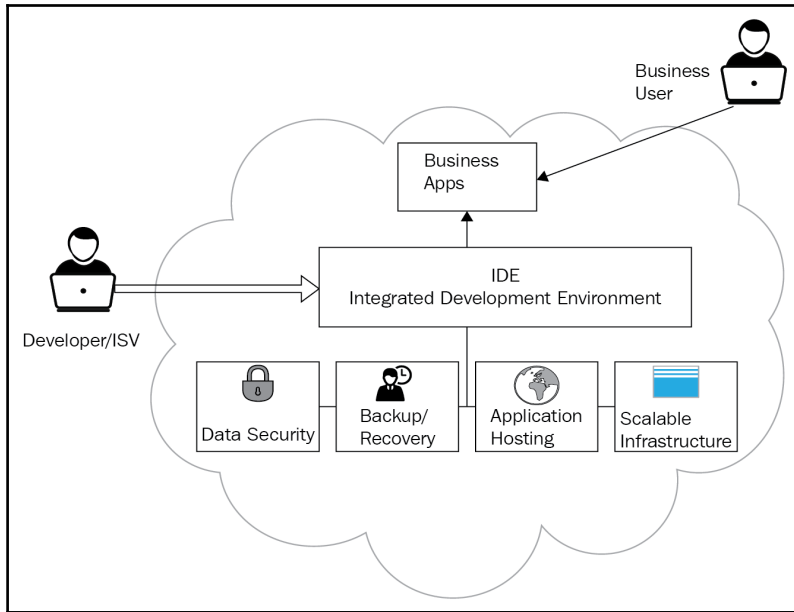 Business
User
Business
Apps
IDE
Integrated Development Environment
Developer/ISV
Data Security
Backup/
Recovery
Application
Hosting
Scalable
Infrastructure